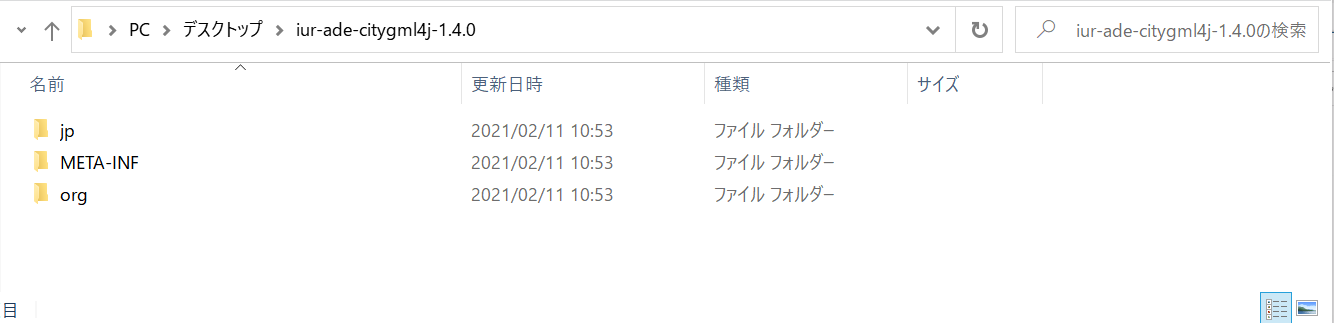 PC デスクトップ iur-ade-citygml4j-1.4.0 iur-ade-citygml4j-1.4.0の検索
名前 更新日時 種類 サイズ
jp 2021/02/11 10:53 ファイル フォルダー
META-INF 2021/02/11 10:53 ファイル フォルダー
org 2021/02/11 10:53 ファイル フォルダー
目